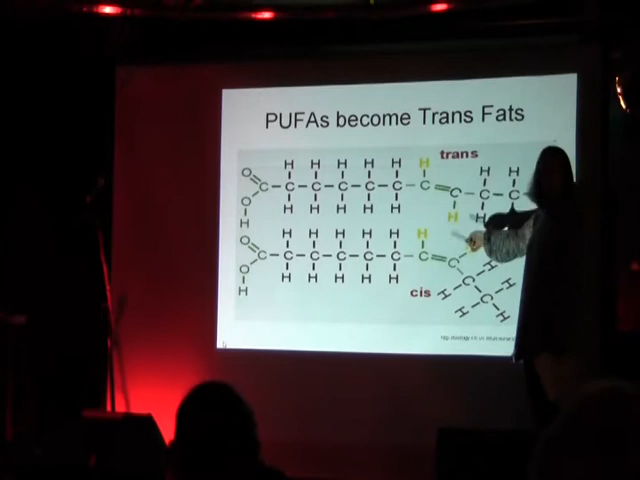 PUFAs become Trans Fats
trans
H H H H H H H H
O
C C C C C C C C C C
O
H H H H H H H
H
H H H H H H
O
C C C C C C C C
O
H H H H H H H
C
H
H
C
H H
cis